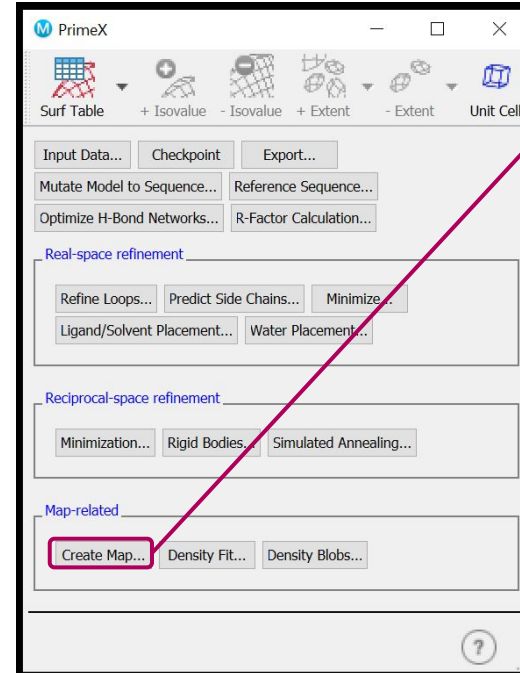 M PrimeX
Surf Table + Isovalue - Isovalue + Extent - Extent Unit Cell
Input Data... Checkpoint Export...
Mutate Model to Sequence... Reference Sequence...
Optimize H-Bond Networks... R-Factor Calculation...
Real-space refinement
Refine Loops... Predict Side Chains... Minimize...
Ligand/Solvent Placement... Water Placement...
Reciprocal-space refinement
Minimization... Rigid Bodies... Simulated Annealing...
Map-related
Create Map... Density Fit... Density Blobs...
?